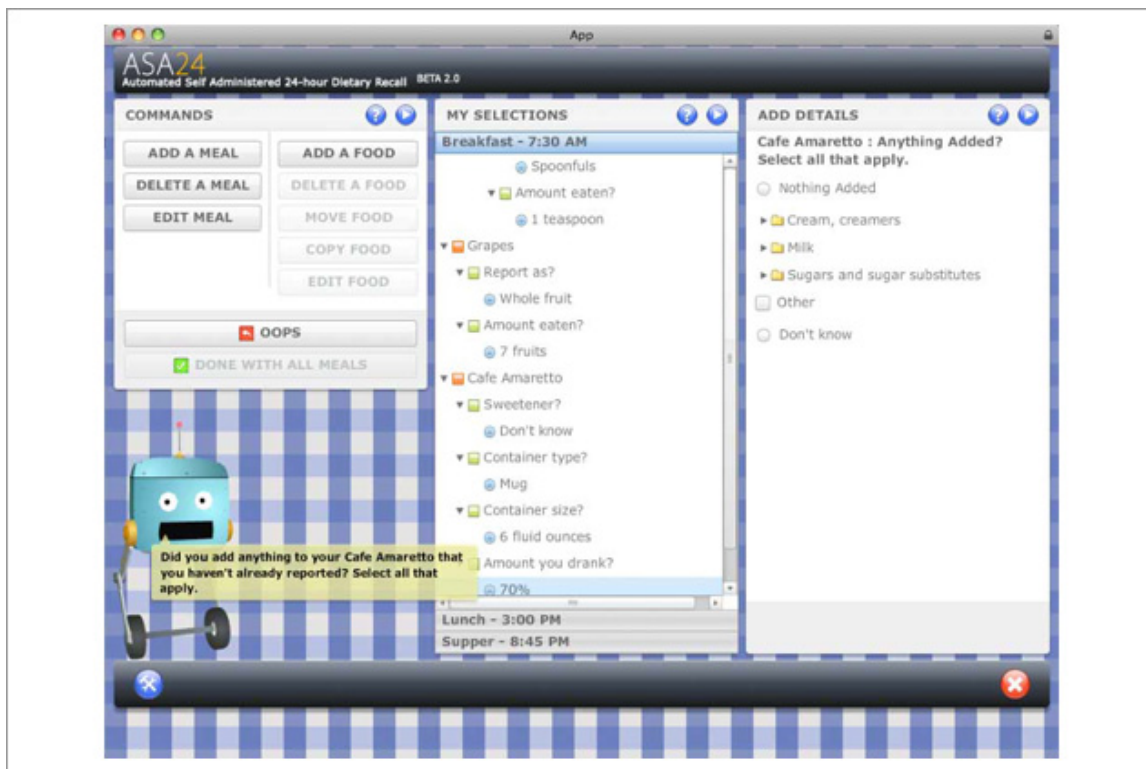 App
ASA24
Automated Self Administered 24-hour Dietary Recall BETA 2.0
COMMANDS
ADD A MEAL
ADD A FOOD
DELETE A MEAL
DELETE A FOOD
EDIT MEAL
MOVE FOOD
COPY FOOD
EDIT FOOD
OOPS
DONE WITH ALL MEALS
Did you add anything to your Cafe Amaretto that
you haven't already reported? Select all that
apply.
MY SELECTIONS
Breakfast - 7:30 AM
Spoonfuls
Amount eaten?
1 teaspoon
Grapes
Report as?
Whole fruit
Amount eaten?
7 fruits
Cafe Amaretto
Sweetener?
Don't know
Container type?
Mug
Container size?
6 fluid ounces
Amount you drank?
70%
Lunch - 3:00 PM
Supper - 8:45 PM
ADD DETAILS
Cafe Amaretto : Anything Added?
Select all that apply.
Nothing Added
Cream, creamers
Milk
Sugars and sugar substitutes
Other
Don't know